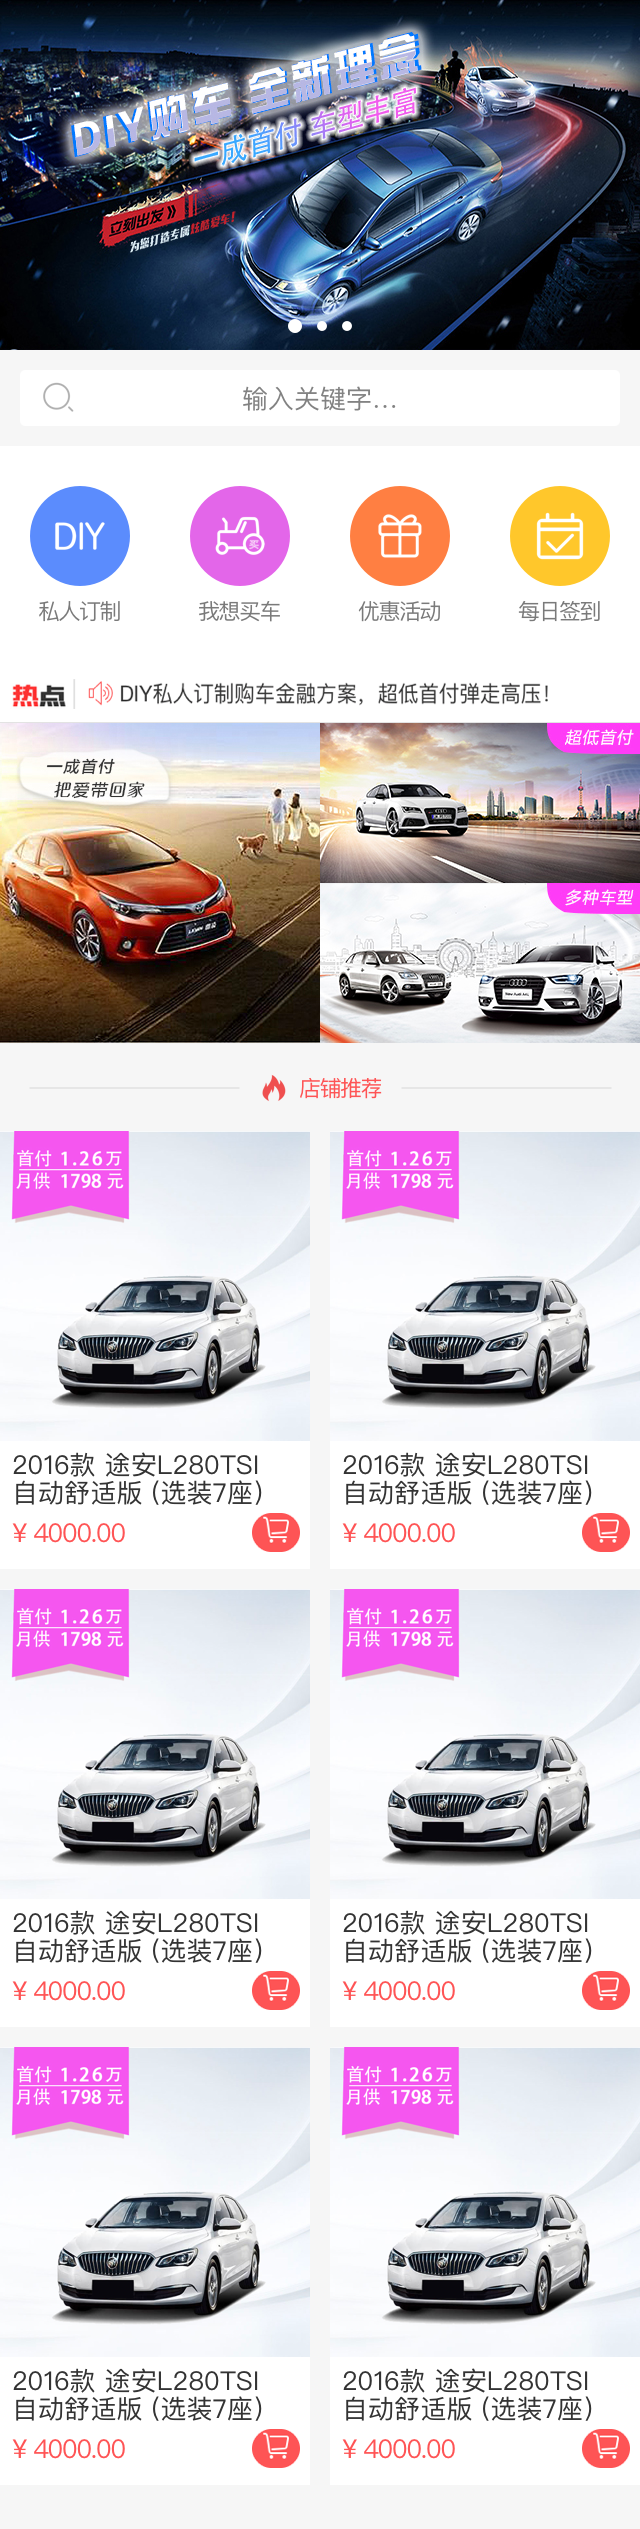 DIY购车 全新理念
一成首付 车型丰富
立刻出发》
为您打造专属炫酷爱车！
输入关键字...
DIY
买
私人订制
我想买车
优惠活动
每日签到
热点
DIY私人订制购车金融方案，超低首付弹走高压！
一成首付
把爱带回家
超低首付
多种车型
店铺推荐
首付 1.26万
月供 1798 元
2016款 途安L280TSI
自动舒适版（选装7座）
¥ 4000.00
首付 1.26万
月供 1798 元
2016款 途安L280TSI
自动舒适版（选装7座）
¥ 4000.00
首付 1.26万
月供 1798 元
2016款 途安L280TSI
自动舒适版（选装7座）
¥ 4000.00
首付 1.26万
月供 1798 元
2016款 途安L280TSI
自动舒适版（选装7座）
¥ 4000.00
首付 1.26万
月供 1798 元
2016款 途安L280TSI
自动舒适版（选装7座）
¥ 4000.00
首付 1.26万
月供 1798 元
2016款 途安L280TSI
自动舒适版（选装7座）
¥ 4000.00